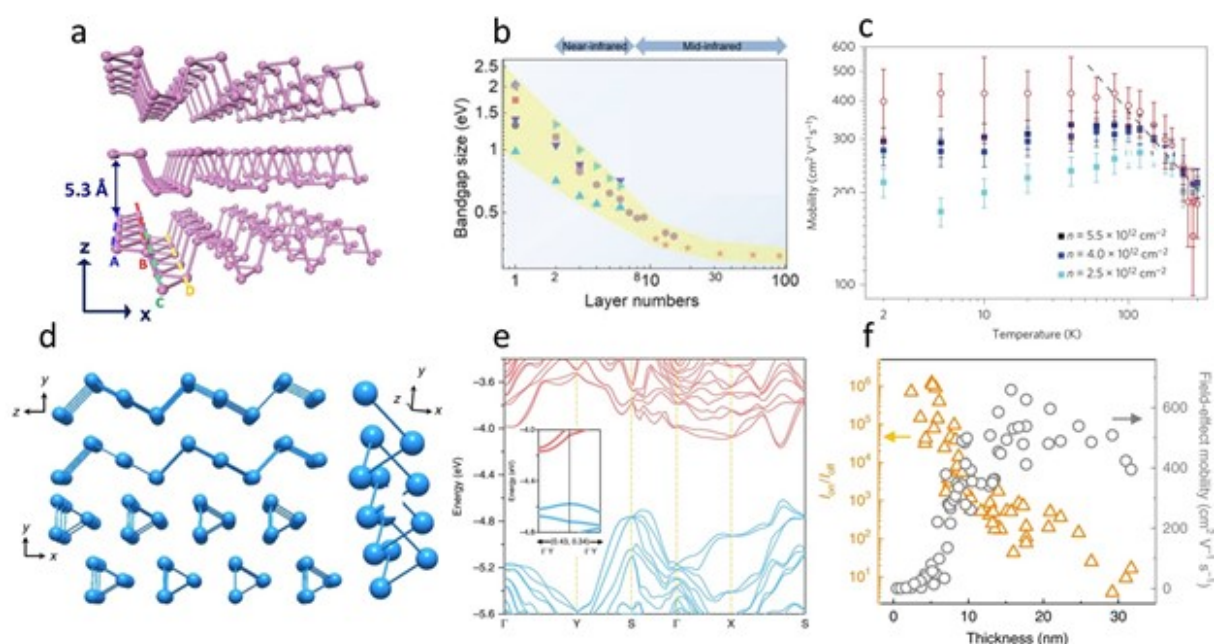 a
5.3 Å
z
A
B
C
D
x
b
Near-infrared
Mid-infrared
2.5
2
1.5
1
0.5
Bandgap size (eV)
1
2
8
10
30
100
Layer numbers
c
600
500
400
300
200
100
Mobility (cm² V⁻¹ s⁻¹)
n = 5.5 × 10¹² cm⁻²
n = 4.0 × 10¹² cm⁻²
n = 2.5 × 10¹² cm⁻²
2
10
100
Temperature (K)
d
y
z
y
x
y
x
e
-3.6
-4.0
-4.4
-4.8
-5.2
-5.6
Energy (eV)
Energy (eV)
Γ
Y
S
Γ
X
S
f
10⁶
10⁵
10⁴
10³
10²
10¹
Ion/Ioff
600
400
200
0
Field-effect mobility (cm² V⁻¹ s⁻¹)
0
10
20
30
Thickness (nm)